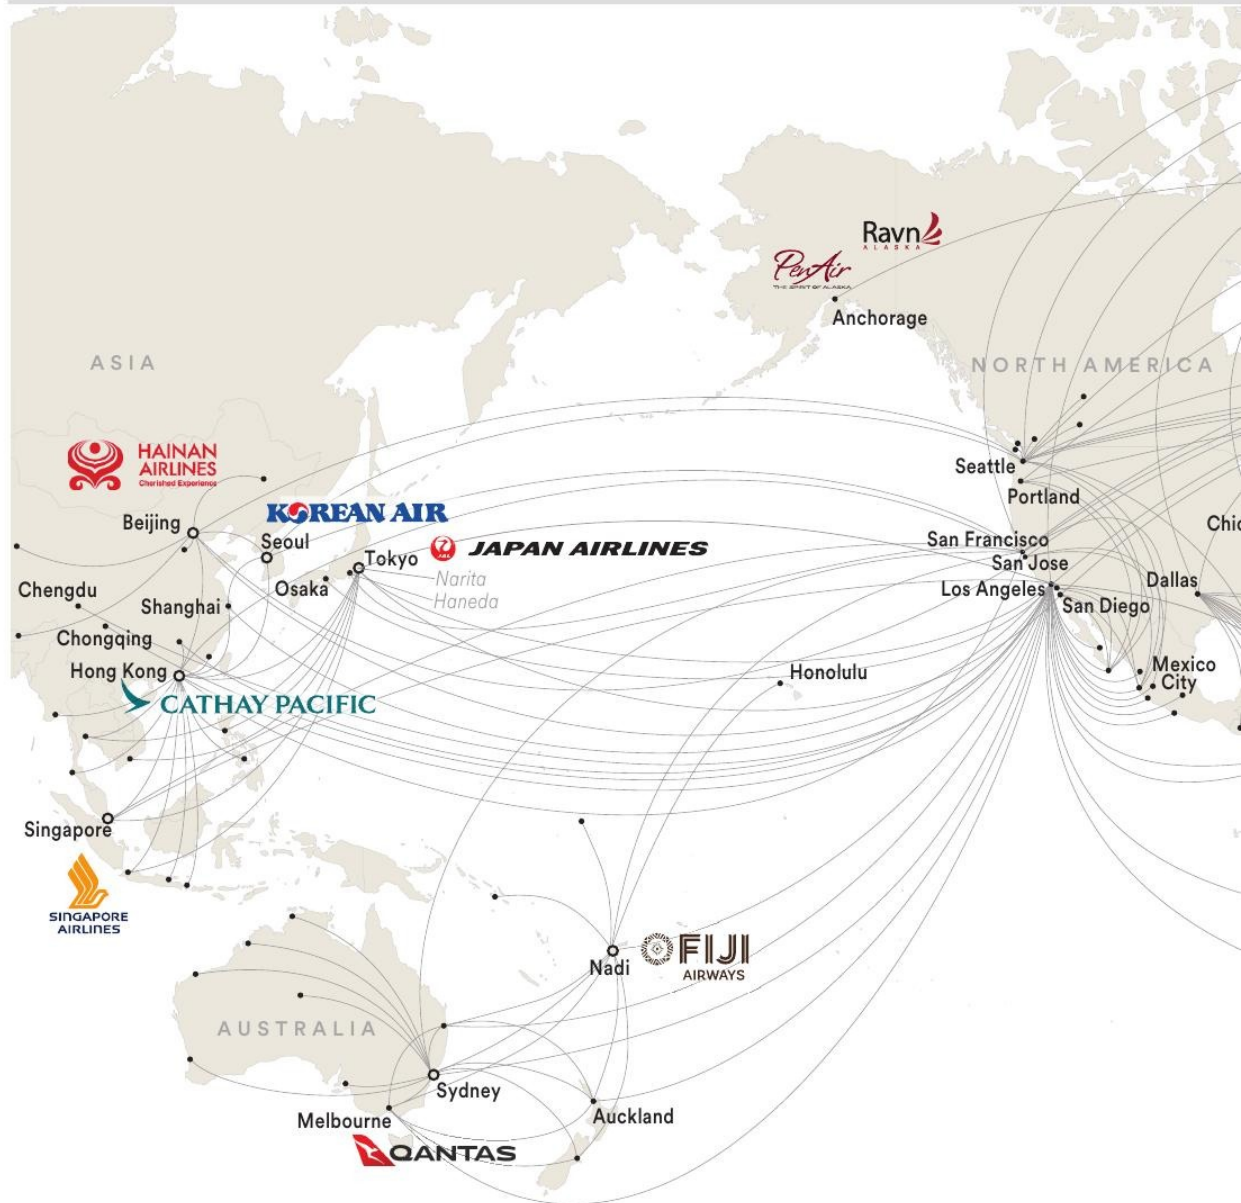 Ravn
ALASKA
PenAir
THE SPIRIT OF ALASKA
Anchorage
ASIA
NORTH AMERICA
HAINAN
AIRLINES
Cherished Experience
Seattle
Portland
Beijing
KOREAN AIR
Seoul
JAL
JAPAN AIRLINES
Tokyo
Narita
Haneda
Osaka
San Francisco
San Jose
Los Angeles
San Diego
Dallas
Chic
Chengdu
Shanghai
Chongqing
Hong Kong
CATHAY PACIFIC
Honolulu
Mexico
City
Singapore
SINGAPORE
AIRLINES
Nadi
FIJI
AIRWAYS
AUSTRALIA
Sydney
Melbourne
Auckland
QANTAS